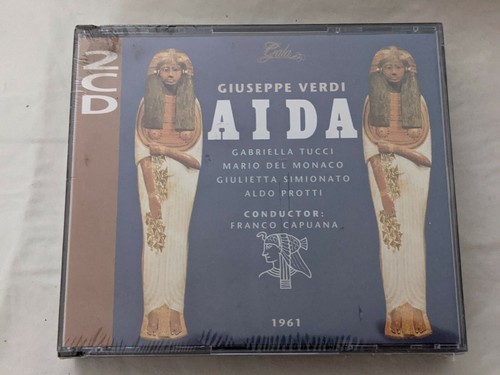 2CD
Gala
GIUSEPPE VERDI
AIDA
GABRIELLA TUCCI
MARIO DEL MONACO
GIULIETTA SIMIONATO
ALDO PROTTI
CONDUCTOR:
FRANCO CAPUANA
1961